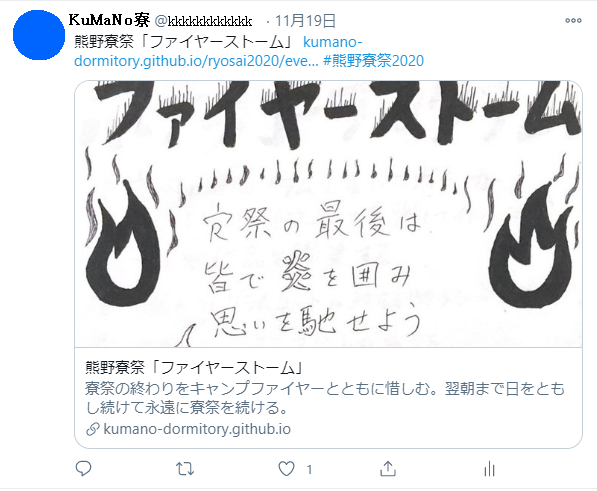 KuMaNo寮 @kkkkkkkkkkkk ・11月19日
熊野寮祭「ファイヤーストーム」 kumano-
dormitory.github.io/ryosai2020/eve... #熊野寮祭2020
ファイヤーストーム
穴祭の最後は
皆で炎を囲み
思いを馳せよう
熊野寮祭「ファイヤーストーム」
寮祭の終わりをキャンプファイヤーとともに惜しむ。翌朝まで日をとも
し続けて永遠に寮祭を続ける。
kumano-dormitory.github.io
1